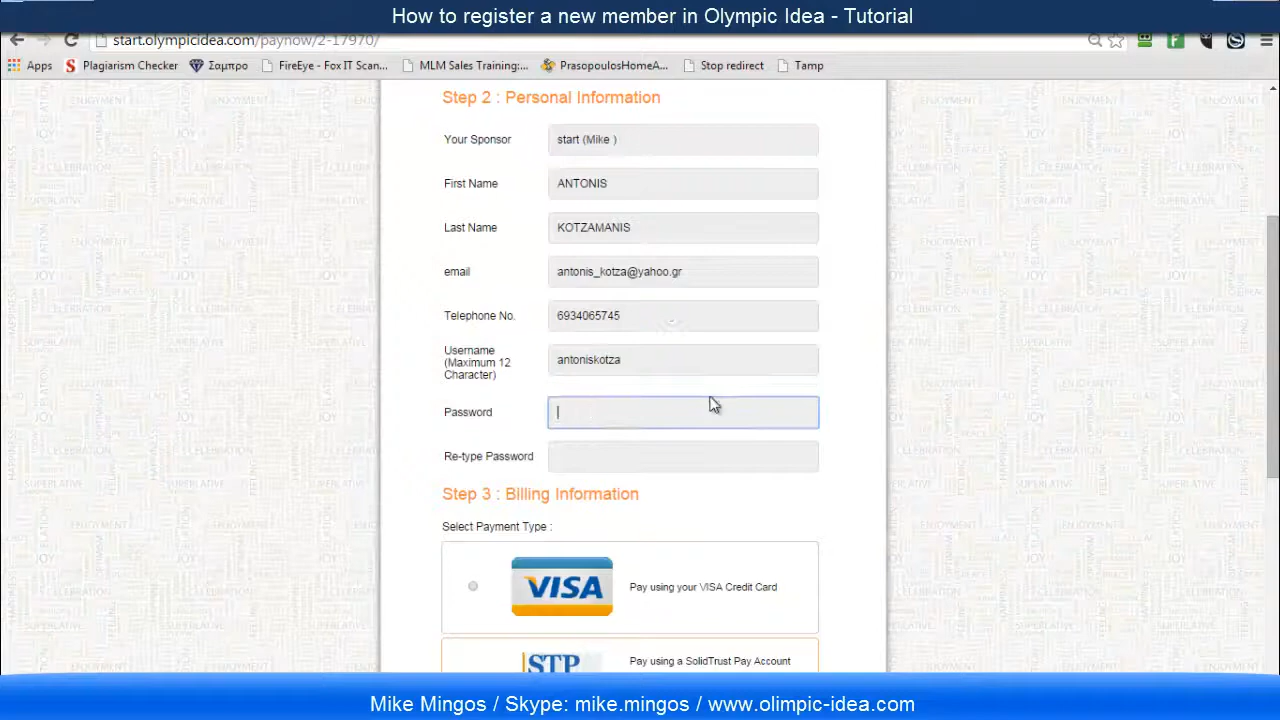 How to register a new member in Olympic Idea - Tutorial
start.olympicidea.com/paynow/2-17970/
Apps Plagiarism Checker Σαμπρο FireEye - Fox IT Scan... MLM Sales Training:... PrasopoulosHomeA... Stop redirect Tamp
Step 2 : Personal Information
Your Sponsor start (Mike )
First Name ANTONIS
Last Name KOTZAMANIS
email antonis_kotza@yahoo.gr
Telephone No. 6934065745
Username
(Maximum 12
Character)
antoniskotza
Password
Re-type Password
Step 3 : Billing Information
Select Payment Type :
VISA Pay using your VISA Credit Card
STP Pay using a SolidTrust Pay Account
Mike Mingos / Skype: mike.mingos / www.olimpic-idea.com